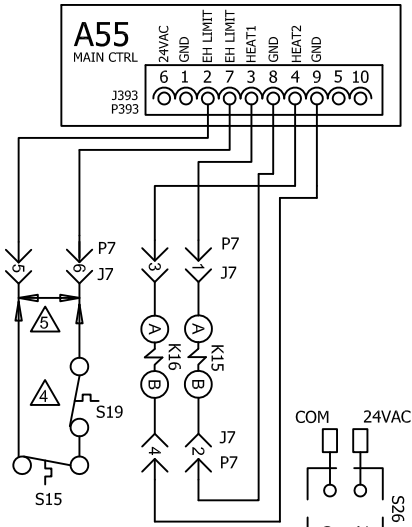 A55
MAIN CTRL
24VAC
GND
EH LIMIT
EH LIMIT
HEAT1
GND
HEAT2
GND
6 1 2 7 3 8 4 9 5 10
J393
P393
5
6
P7
J7
3
1
P7
J7
5
4
S19
S15
A
B
K16
A
B
K15
4
2
J7
P7
COM
24VAC
S26